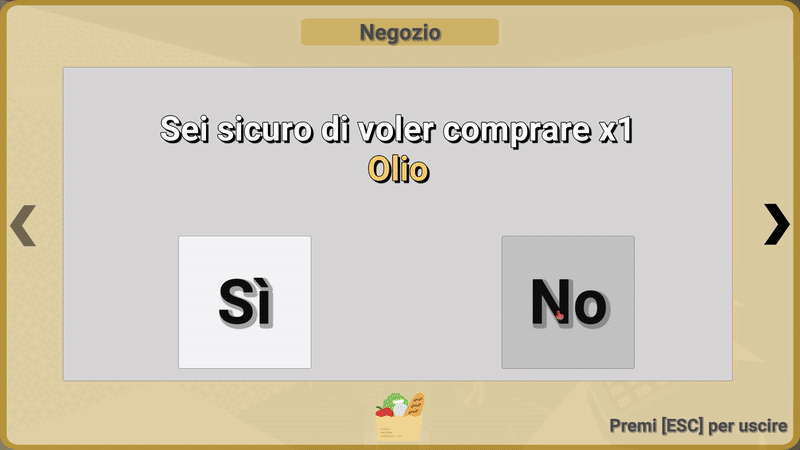 Negozio
Sei sicuro di voler comprare x1
Olio
Sì
No
Premi [ESC] per uscire